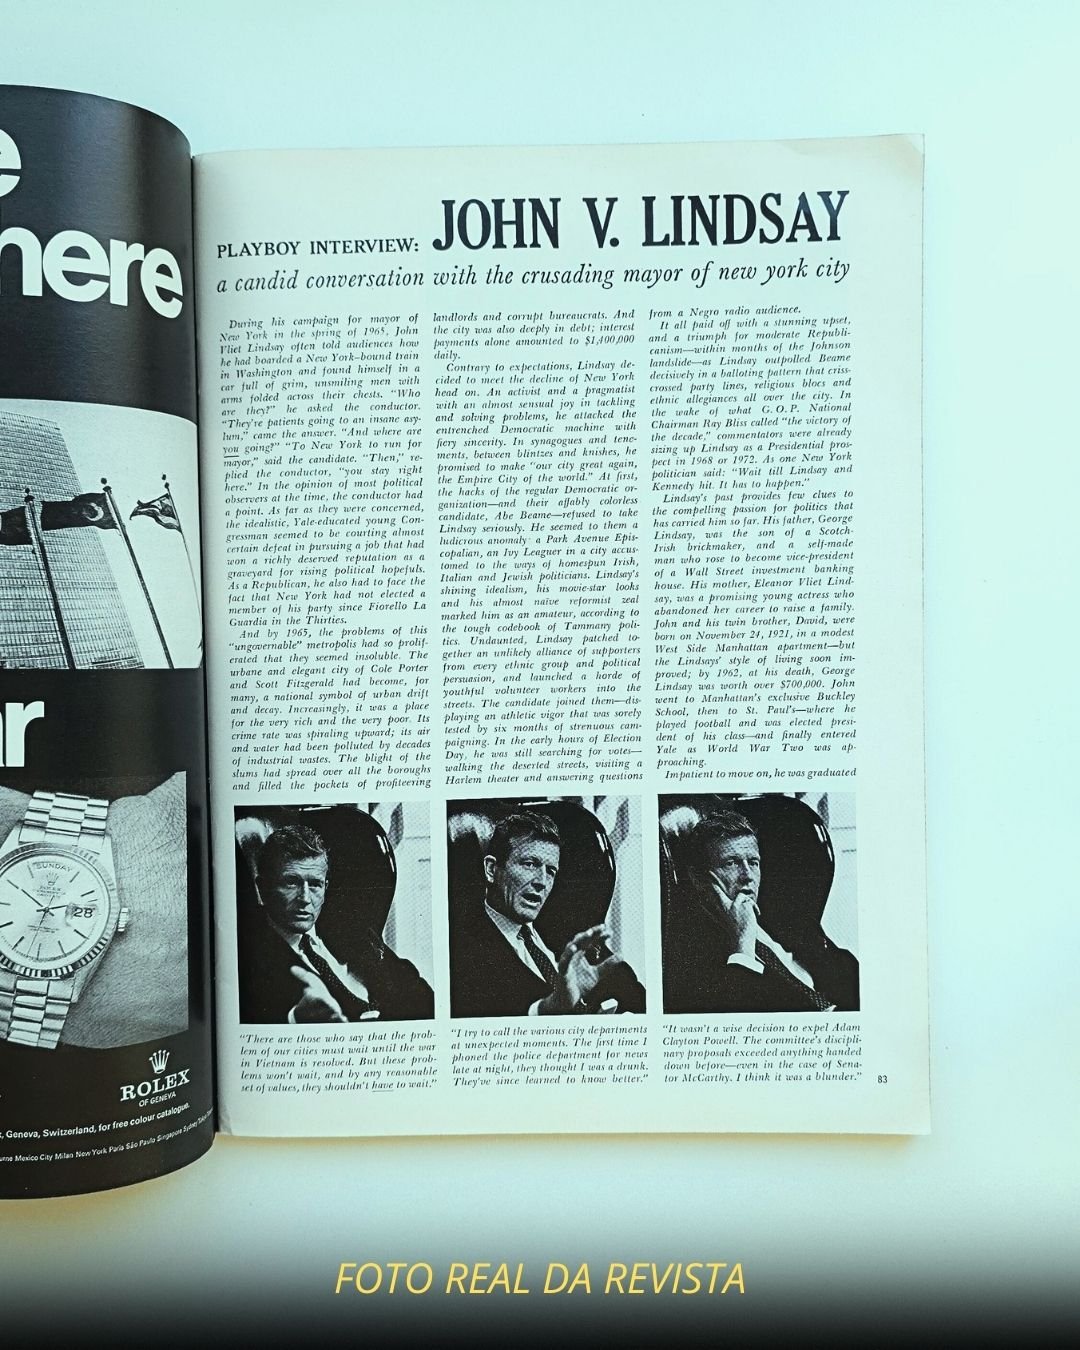 here
ar
SUNDAY
ROLEX
28
ROLEX
OF GENEVA
, Geneva, Switzerland, for free colour catalogue.
Mexico City Milan New York Paris São Paulo Singapore Sydney
PLAYBOY INTERVIEW: JOHN V. LINDSAY
a candid conversation with the crusading mayor of new york city
During his campaign for mayor of
New York in the spring of 1965, John
Vliet Lindsay often told audiences how
he had boarded a New York–bound train
in Washington and found himself in a
car full of grim, unsmiling men with
arms folded across their chests. "Who
are they?" he asked the conductor.
"They're patients going to an insane asy-
lum," came the answer. "And where are
you going?" "To New York to run for
mayor," said the candidate. "Then," re-
plied the conductor, "you stay right
here." In the opinion of most political
observers at the time, the conductor had
a point. As far as they were concerned,
the idealistic, Yale-educated young Con-
gressman seemed to be courting almost
certain defeat in pursuing a job that had
won a richly deserved reputation as a
graveyard for rising political hopefuls.
As a Republican, he also had to face the
fact that New York had not elected a
member of his party since Fiorello La
Guardia in the Thirties.
And by 1965, the problems of this
"ungovernable" metropolis had so prolif-
erated that they seemed insoluble. The
urbane and elegant city of Cole Porter
and Scott Fitzgerald had become, for
many, a national symbol of urban drift
and decay. Increasingly, it was a place
for the very rich and the very poor. Its
crime rate was spiraling upward; its air
and water had been polluted by decades
of industrial wastes. The blight of the
slums had spread over all the boroughs
and filled the pockets of profiteering
landlords and corrupt bureaucrats. And
the city was also deeply in debt; interest
payments alone amounted to $1,400,000
daily.
Contrary to expectations, Lindsay de-
cided to meet the decline of New York
head on. An activist and a pragmatist
with an almost sensual joy in tackling
and solving problems, he attacked the
entrenched Democratic machine with
fiery sincerity. In synagogues and tene-
ments, between blintzes and knishes, he
promised to make "our city great again,
the Empire City of the world." At first,
the hacks of the regular Democratic or-
ganization—and their affably colorless
candidate, Abe Beame—refused to take
Lindsay seriously. He seemed to them a
ludicrous anomaly: a Park Avenue Epis-
copalian, an Ivy Leaguer in a city accus-
tomed to the ways of homespun Irish,
Italian and Jewish politicians. Lindsay's
shining idealism, his movie-star looks
and his almost naïve reformist zeal
marked him as an amateur, according to
the tough codebook of Tammany poli-
tics. Undaunted, Lindsay patched to-
gether an unlikely alliance of supporters
from every ethnic group and political
persuasion, and launched a horde of
youthful volunteer workers into the
streets. The candidate joined them—dis-
playing an athletic vigor that was sorely
tested by six months of strenuous cam-
paigning. In the early hours of Election
Day, he was still searching for votes—
walking the deserted streets, visiting a
Harlem theater and answering questions
from a Negro radio audience.
It all paid off with a stunning upset,
and a triumph for moderate Republi-
canism—within months of the Johnson
landslide—as Lindsay outpolled Beame
decisively in a balloting pattern that criss-
crossed party lines, religious blocs and
ethnic allegiances all over the city. In
the wake of what G.O.P. National
Chairman Ray Bliss called "the victory of
the decade," commentators were already
sizing up Lindsay as a Presidential pros-
pect in 1968 or 1972. As one New York
politician said: "Wait till Lindsay and
Kennedy hit. It has to happen."
Lindsay's past provides few clues to
the compelling passion for politics that
has carried him so far. His father, George
Lindsay, was the son of a Scotch-
Irish brickmaker, and a self-made
man who rose to become vice-president
of a Wall Street investment banking
house. His mother, Eleanor Vliet Lind-
say, was a promising young actress who
abandoned her career to raise a family.
John and his twin brother, David, were
born on November 24, 1921, in a modest
West Side Manhattan apartment—but
the Lindsays' style of living soon im-
proved; by 1962, at his death, George
Lindsay was worth over $700,000. John
went to Manhattan's exclusive Buckley
School, then to St. Paul's—where he
played football and was elected presi-
dent of his class—and finally entered
Yale as World War Two was ap-
proaching.
Impatient to move on, he was graduated
"There are those who say that the prob-
lem of our cities must wait until the war
in Vietnam is resolved. But these prob-
lems won't wait, and by any reasonable
set of values, they shouldn't have to wait."
"I try to call the various city departments
at unexpected moments. The first time I
phoned the police department for news
late at night, they thought I was a drunk.
They've since learned to know better."
"It wasn't a wise decision to expel Adam
Clayton Powell. The committee's discipli-
nary proposals exceeded anything handed
down before—even in the case of Sena-
tor McCarthy. I think it was a blunder."
83
FOTO REAL DA REVISTA